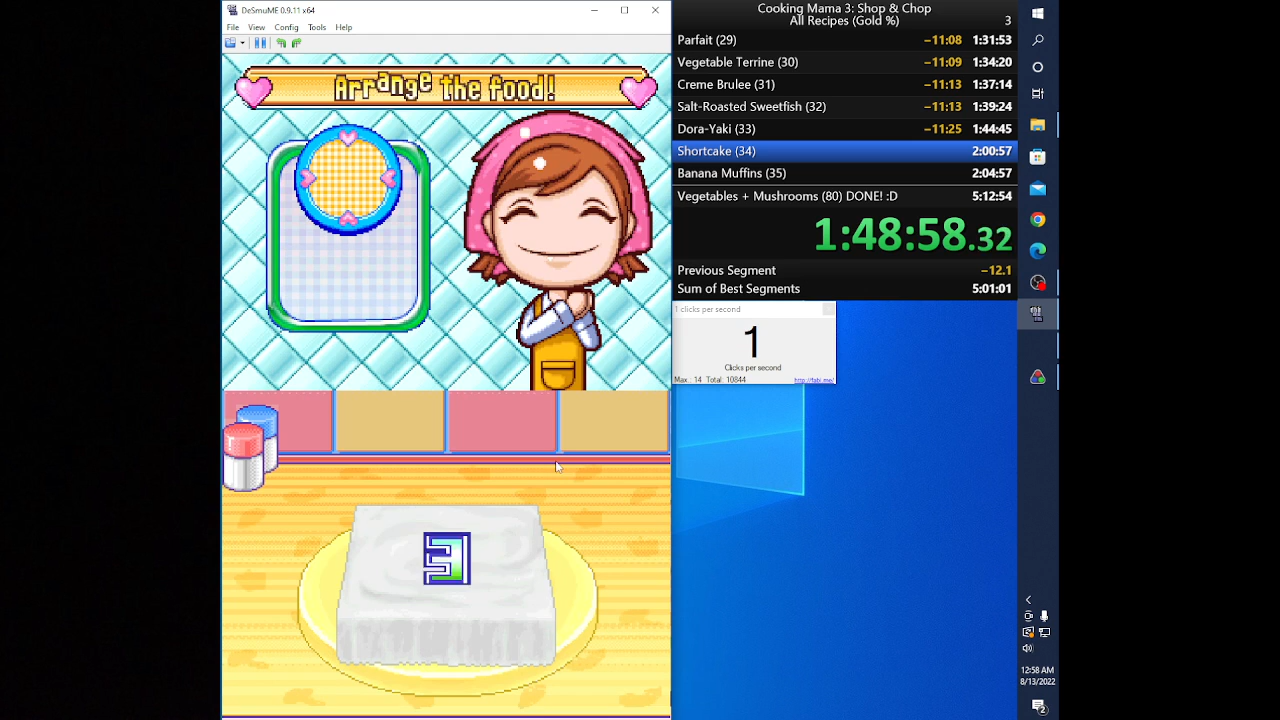 DeSmuME 0.9.11 x64
File View Config Tools Help
Arrange the food!
3
Cooking Mama 3: Shop & Chop
All Recipes (Gold %) 3
Parfait (29) −11:08 1:31:53
Vegetable Terrine (30) −11:09 1:34:20
Creme Brulee (31) −11:13 1:37:14
Salt-Roasted Sweetfish (32) −11:13 1:39:24
Dora-Yaki (33) −11:25 1:44:45
Shortcake (34) 2:00:57
Banana Muffins (35) 2:04:57
Vegetables + Mushrooms (80) DONE! :D 5:12:54
1:48:58.32
Previous Segment −12.1
Sum of Best Segments 5:01:01
1 clicks per second
1
Clicks per second
Max.: 14 Total: 10844 http://fabi.me/
12:58 AM
8/13/2022
2